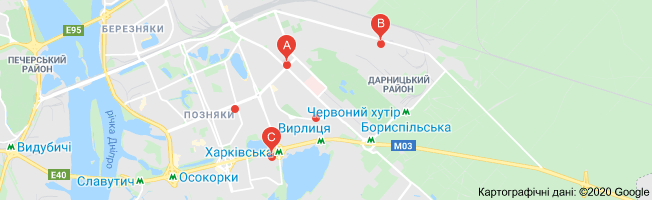 E95
БЕРЕЗНЯКИ
B
A
ПЕЧЕРСЬКИЙ
РАЙОН
ДАРНИЦЬКИЙ
РАЙОН
ПОЗНЯКИ
Червоний хутір
річка Дніпро
Вирлиця
Бориспільська
C
Видубичі
Харківська
M03
E40
Славутич
Осокорки
Картографічні дані: ©2020 Google